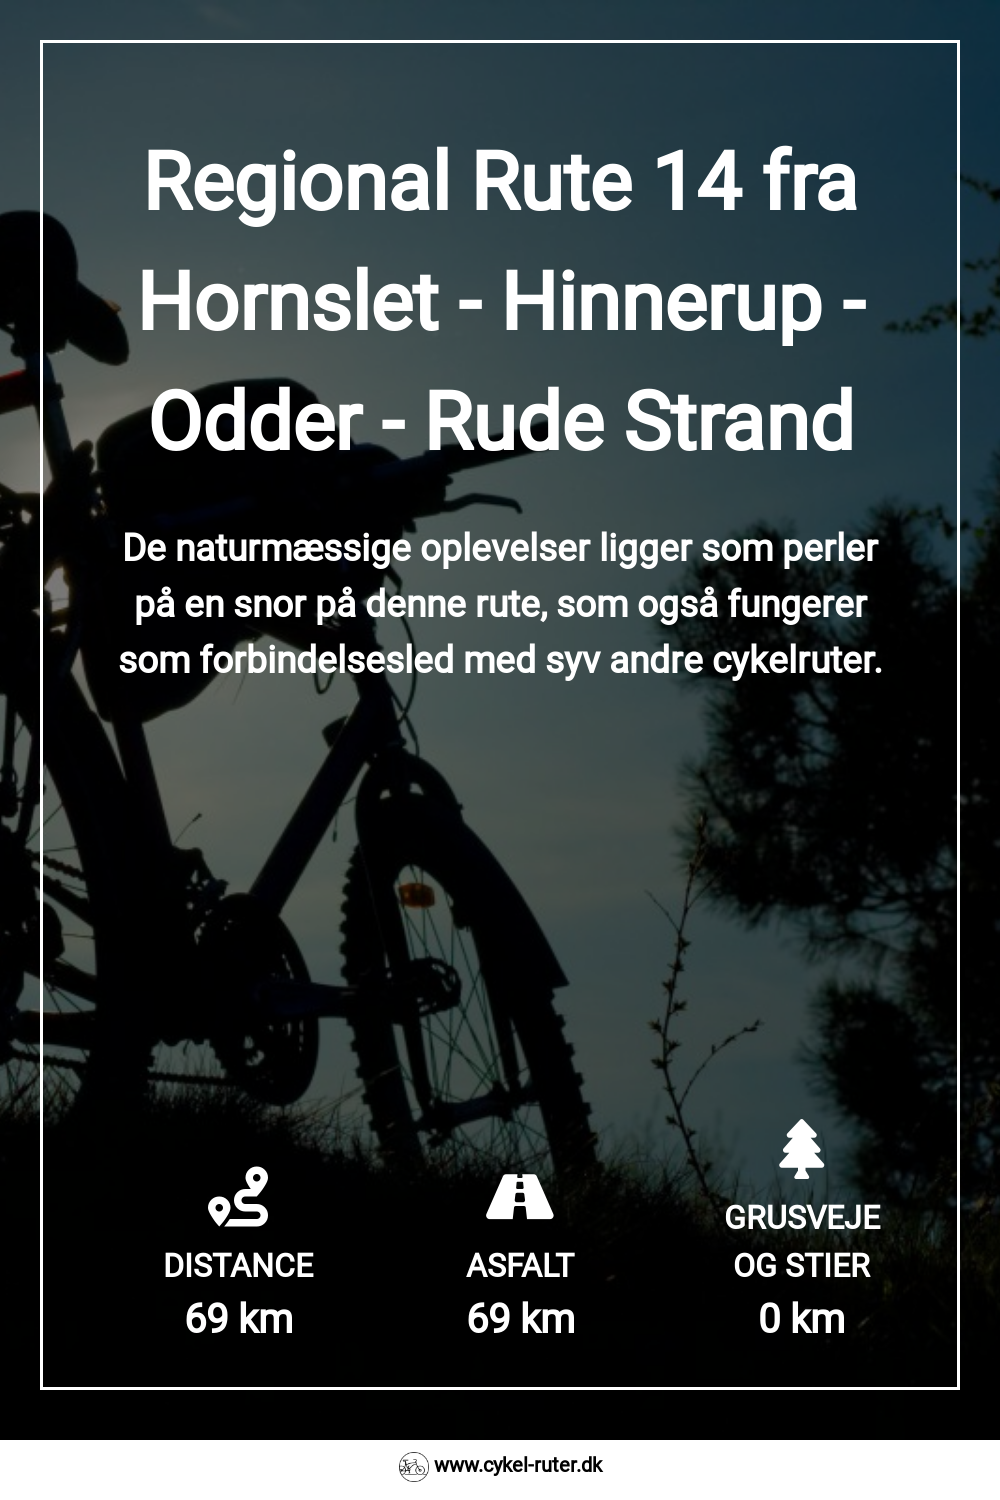 Regional Rute 14 fra
Hornslet - Hinnerup -
Odder - Rude Strand
De naturmæssige oplevelser ligger som perler
på en snor på denne rute, som også fungerer
som forbindelsesled med syv andre cykelruter.
DISTANCE
69 km
ASFALT
69 km
GRUSVEJE
OG STIER
0 km
www.cykel-ruter.dk